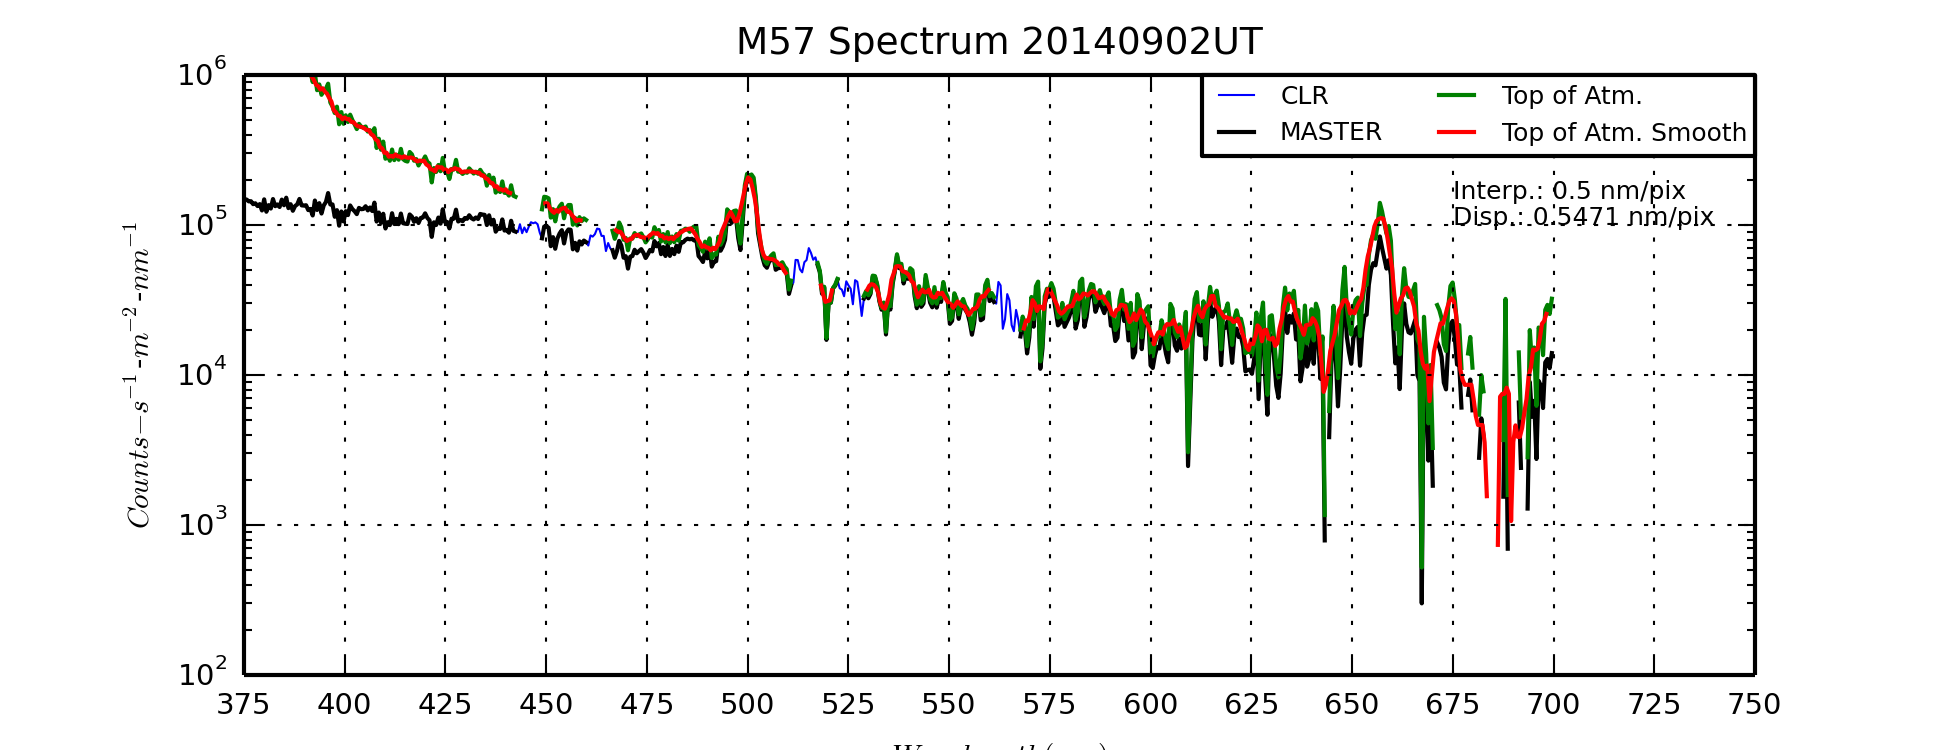 M57 Spectrum 20140902UT
10^6
10^5
10^4
10^3
10^2
Counts−s^−1-m^−2-nm^−1
CLR
MASTER
Top of Atm.
Top of Atm. Smooth
Interp.: 0.5 nm/pix
Disp.: 0.5471 nm/pix
375 400 425 450 475 500 525 550 575 600 625 650 675 700 725 750